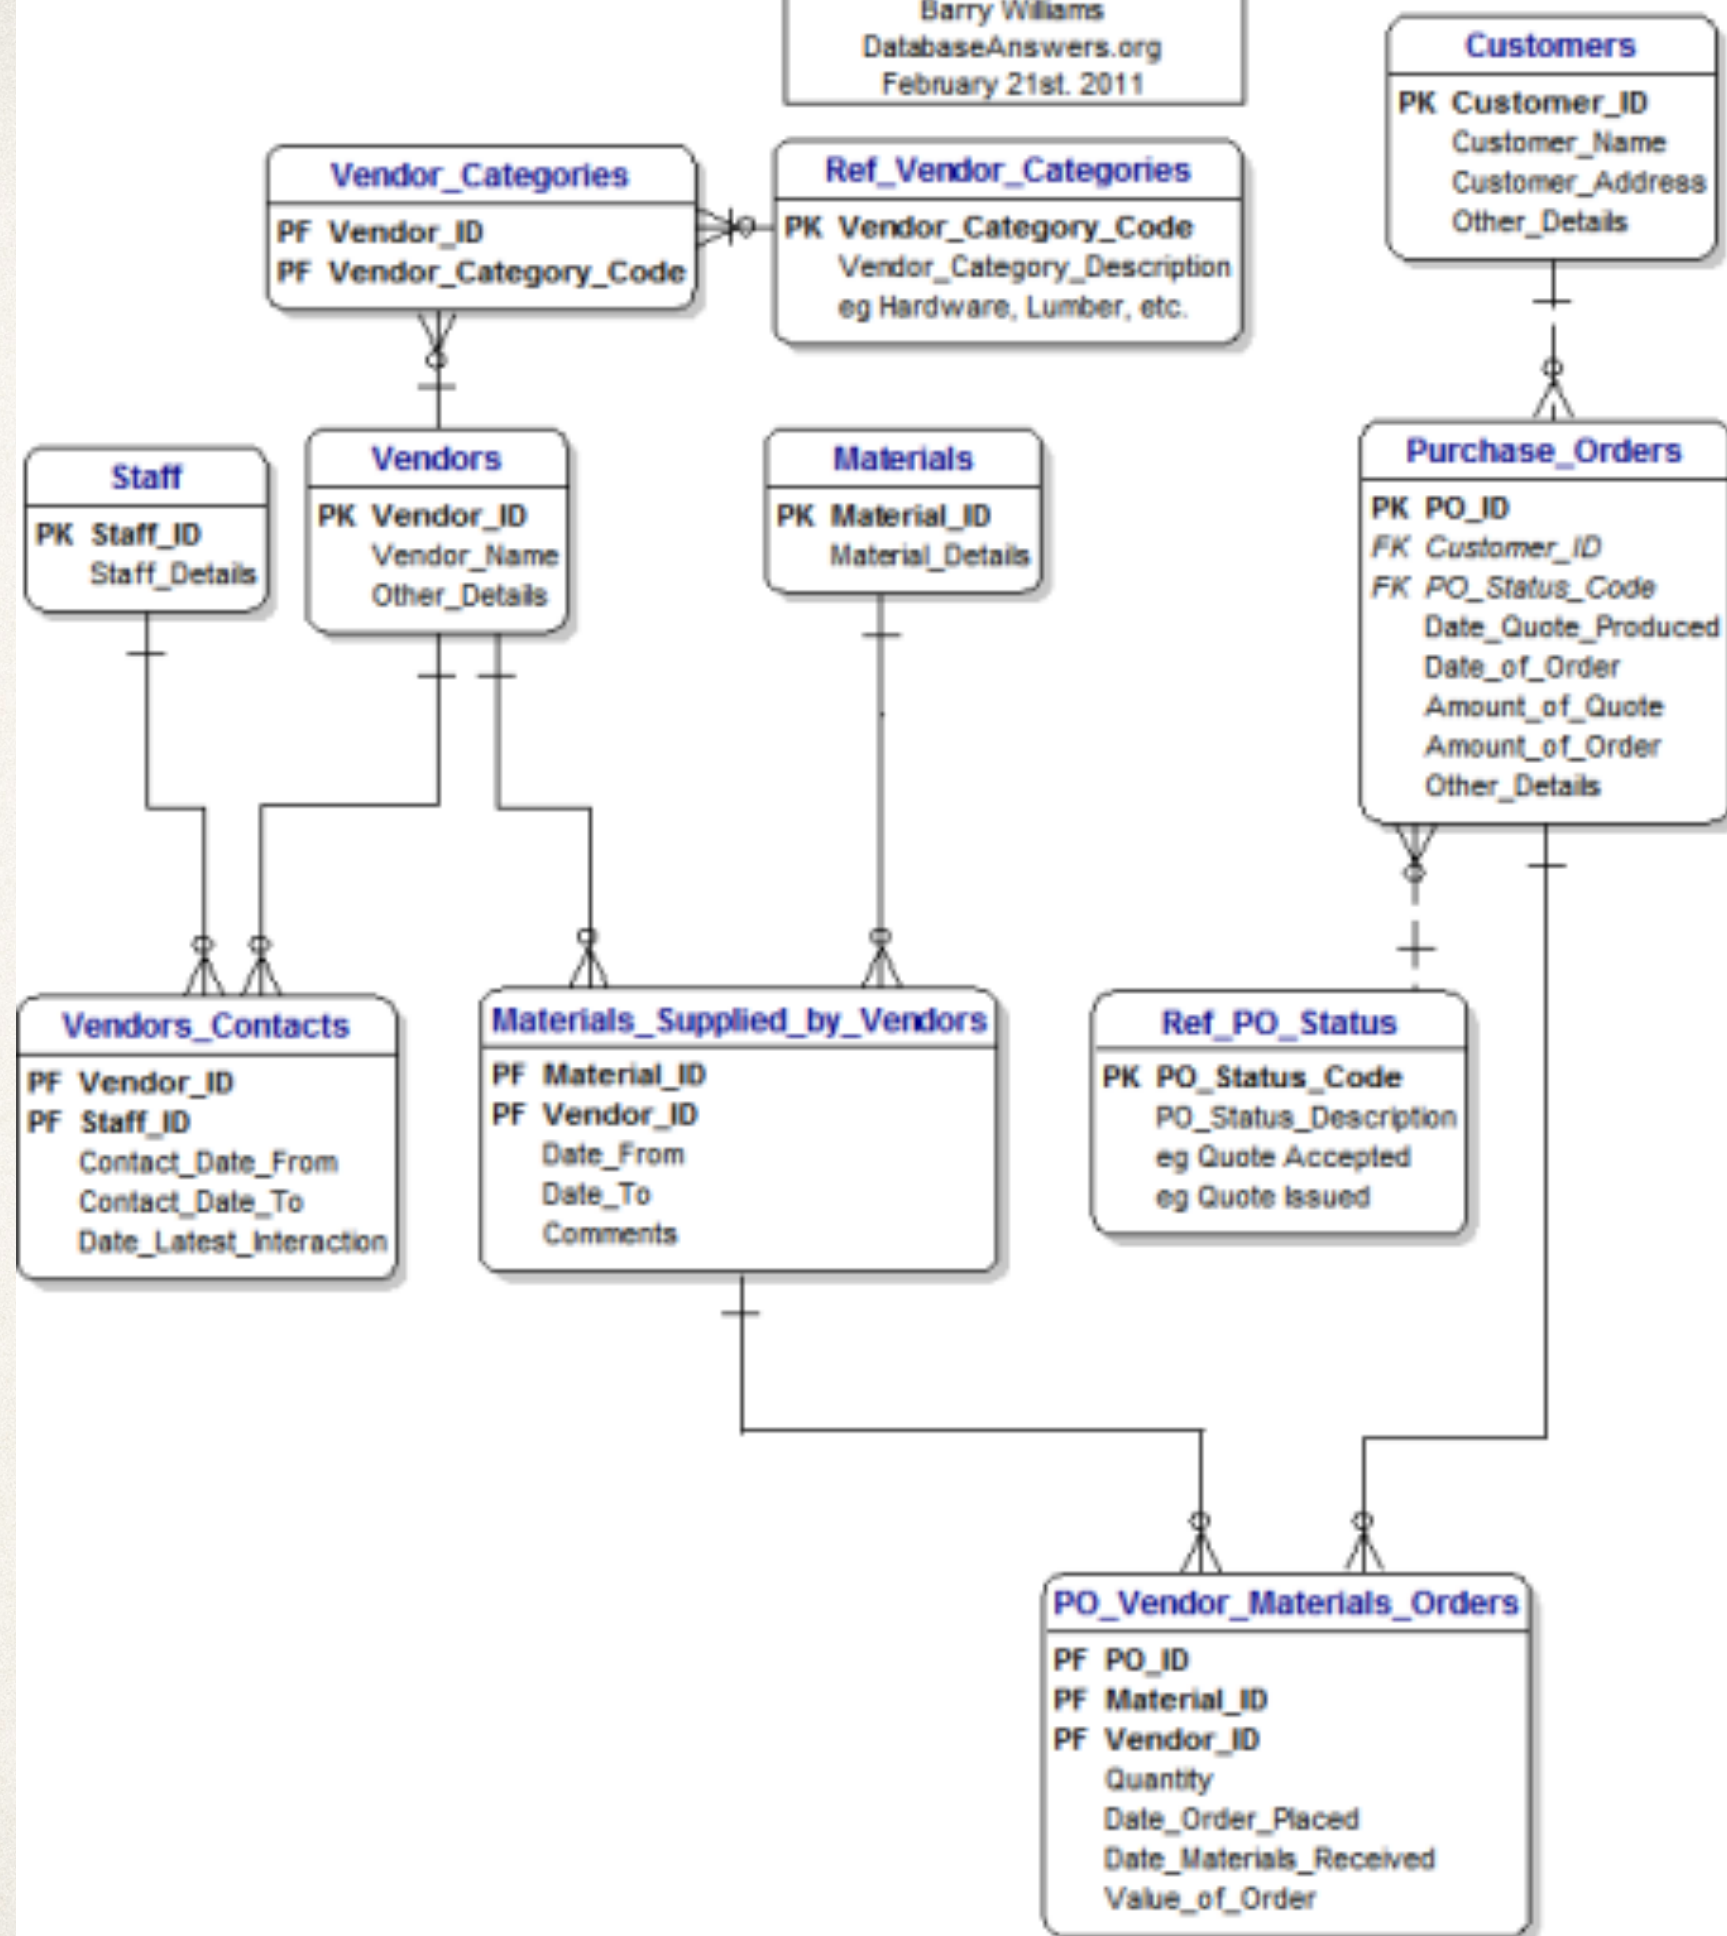 Barry Williams
DatabaseAnswers.org
February 21st. 2011
Customers
PK Customer_ID
Customer_Name
Customer_Address
Other_Details
Vendor_Categories
PF Vendor_ID
PF Vendor_Category_Code
Ref_Vendor_Categories
PK Vendor_Category_Code
Vendor_Category_Description
eg Hardware, Lumber, etc.
Staff
PK Staff_ID
Staff_Details
Vendors
PK Vendor_ID
Vendor_Name
Other_Details
Materials
PK Material_ID
Material_Details
Purchase_Orders
PK PO_ID
FK Customer_ID
FK PO_Status_Code
Date_Quote_Produced
Date_of_Order
Amount_of_Quote
Amount_of_Order
Other_Details
Vendors_Contacts
PF Vendor_ID
PF Staff_ID
Contact_Date_From
Contact_Date_To
Date_Latest_Interaction
Materials_Supplied_by_Vendors
PF Material_ID
PF Vendor_ID
Date_From
Date_To
Comments
Ref_PO_Status
PK PO_Status_Code
PO_Status_Description
eg Quote Accepted
eg Quote Issued
PO_Vendor_Materials_Orders
PF PO_ID
PF Material_ID
PF Vendor_ID
Quantity
Date_Order_Placed
Date_Materials_Received
Value_of_Order